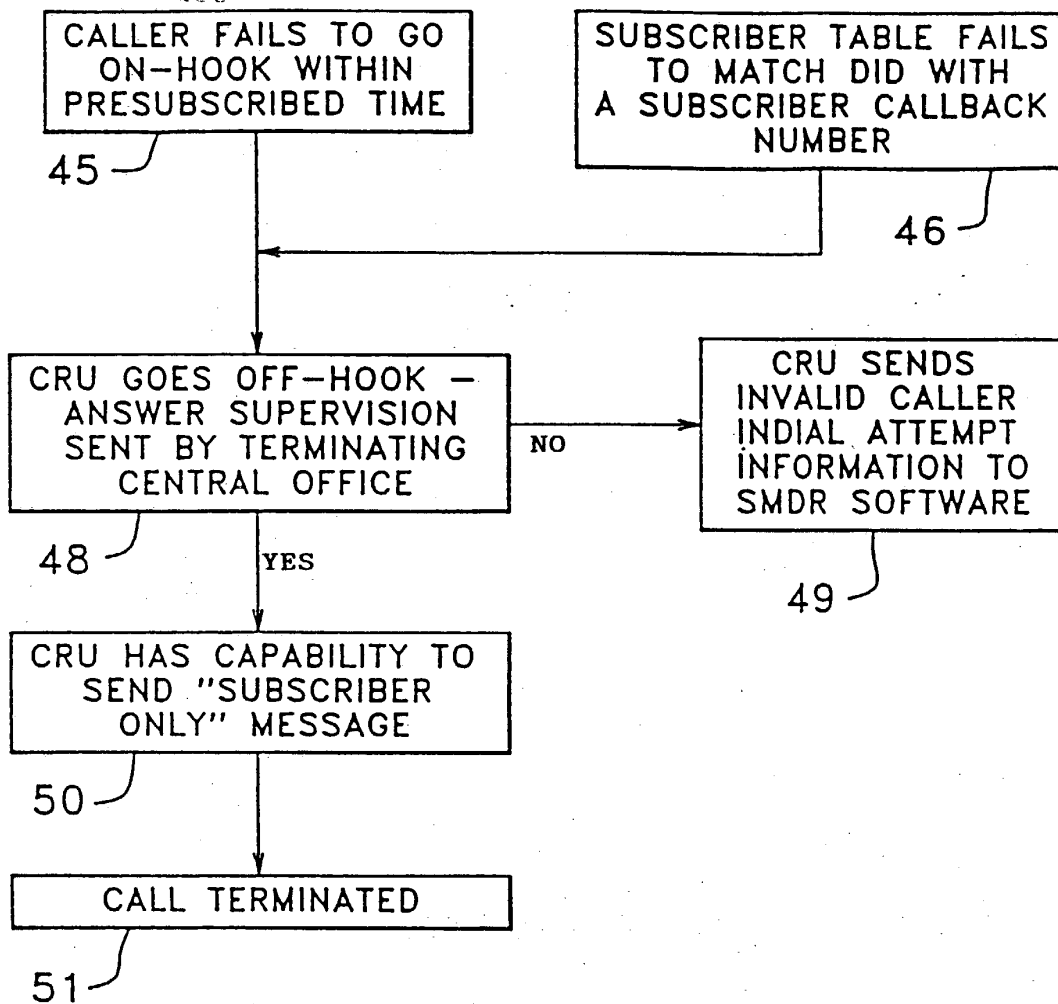 CALLER FAILS TO GO
ON-HOOK WITHIN
PRESUBSCRIBED TIME
45
SUBSCRIBER TABLE FAILS
TO MATCH DID WITH
A SUBSCRIBER CALLBACK
NUMBER
46
CRU GOES OFF-HOOK -
ANSWER SUPERVISION
SENT BY TERMINATING
CENTRAL OFFICE
48
NO
CRU SENDS
INVALID CALLER
INDIAL ATTEMPT
INFORMATION TO
SMDR SOFTWARE
49
YES
CRU HAS CAPABILITY TO
SEND "SUBSCRIBER
ONLY" MESSAGE
50
CALL TERMINATED
51